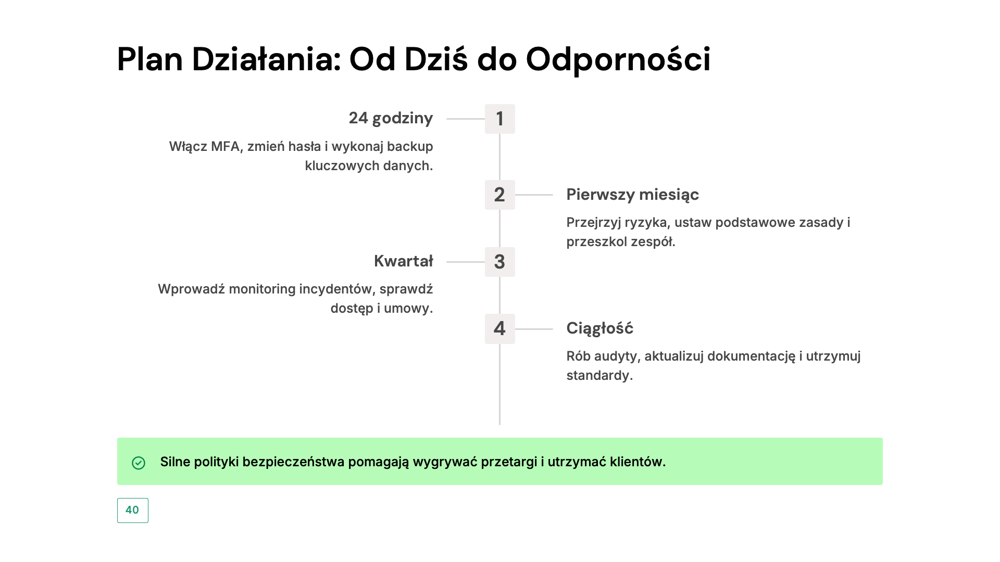 Plan Działania: Od Dziś do Odporności
24 godziny
1
Włącz MFA, zmień hasła i wykonaj backup
kluczowych danych.
2
Pierwszy miesiąc
Przejrzyj ryzyka, ustaw podstawowe zasady i
przeszkol zespół.
Kwartał
3
Wprowadź monitoring incydentów, sprawdź
dostęp i umowy.
4
Ciągłość
Rób audyty, aktualizuj dokumentację i utrzymuj
standardy.
Silne polityki bezpieczeństwa pomagają wygrywać przetargi i utrzymać klientów.
40